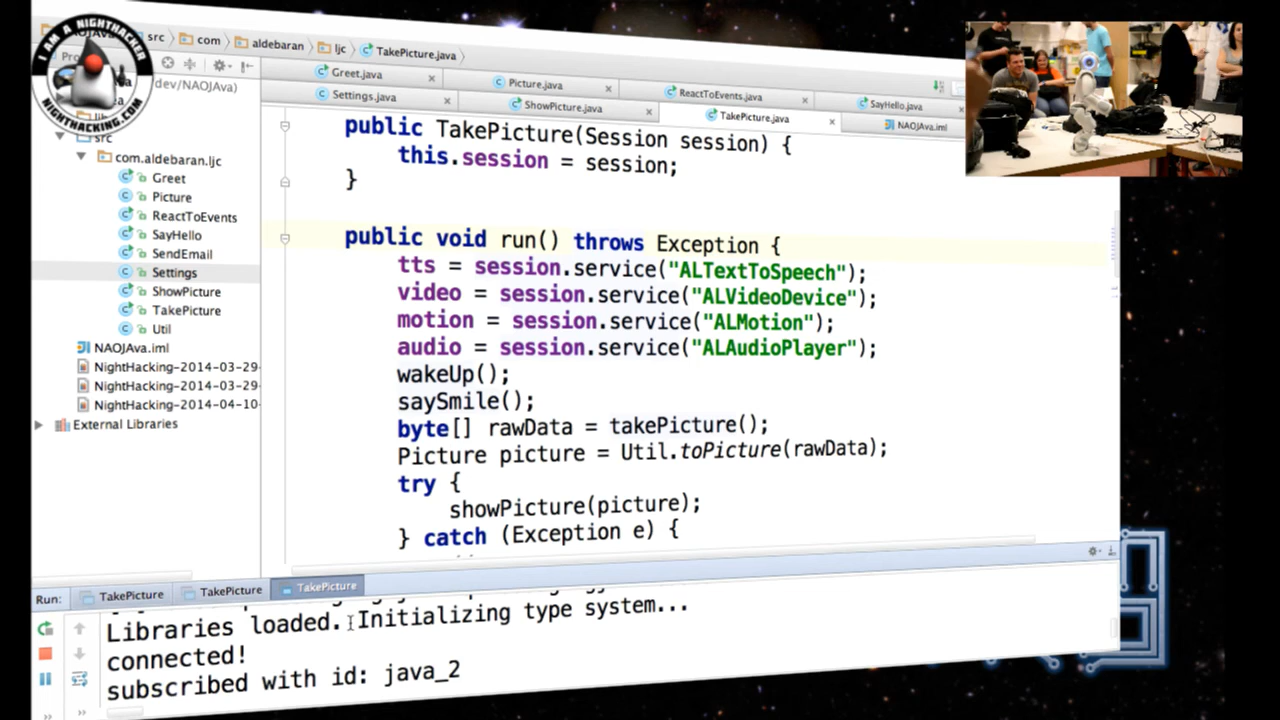 I AM A NIGHTHACKER
NIGHTHACKING.COM
src
com
aldebaran
ljc
TakePicture.java
dev/NAOJAva)
Greet.java
Picture.java
ReactToEvents.java
SayHello.java
Settings.java
ShowPicture.java
TakePicture.java
NAOJAva.iml
src
com.aldebaran.ljc
Greet
Picture
ReactToEvents
SayHello
SendEmail
Settings
ShowPicture
TakePicture
Util
NAOJAva.iml
NightHacking-2014-03-29-
NightHacking-2014-03-29-
NightHacking-2014-04-10-
External Libraries
public TakePicture(Session session) {
this.session = session;
}
public void run() throws Exception {
tts = session.service("ALTextToSpeech");
video = session.service("ALVideoDevice");
motion = session.service("ALMotion");
audio = session.service("ALAudioPlayer");
wakeUp();
saySmile();
byte[] rawData = takePicture();
Picture picture = Util.toPicture(rawData);
try {
showPicture(picture);
} catch (Exception e) {
Run: TakePicture TakePicture TakePicture
Libraries loaded. Initializing type system...
connected!
subscribed with id: java_2